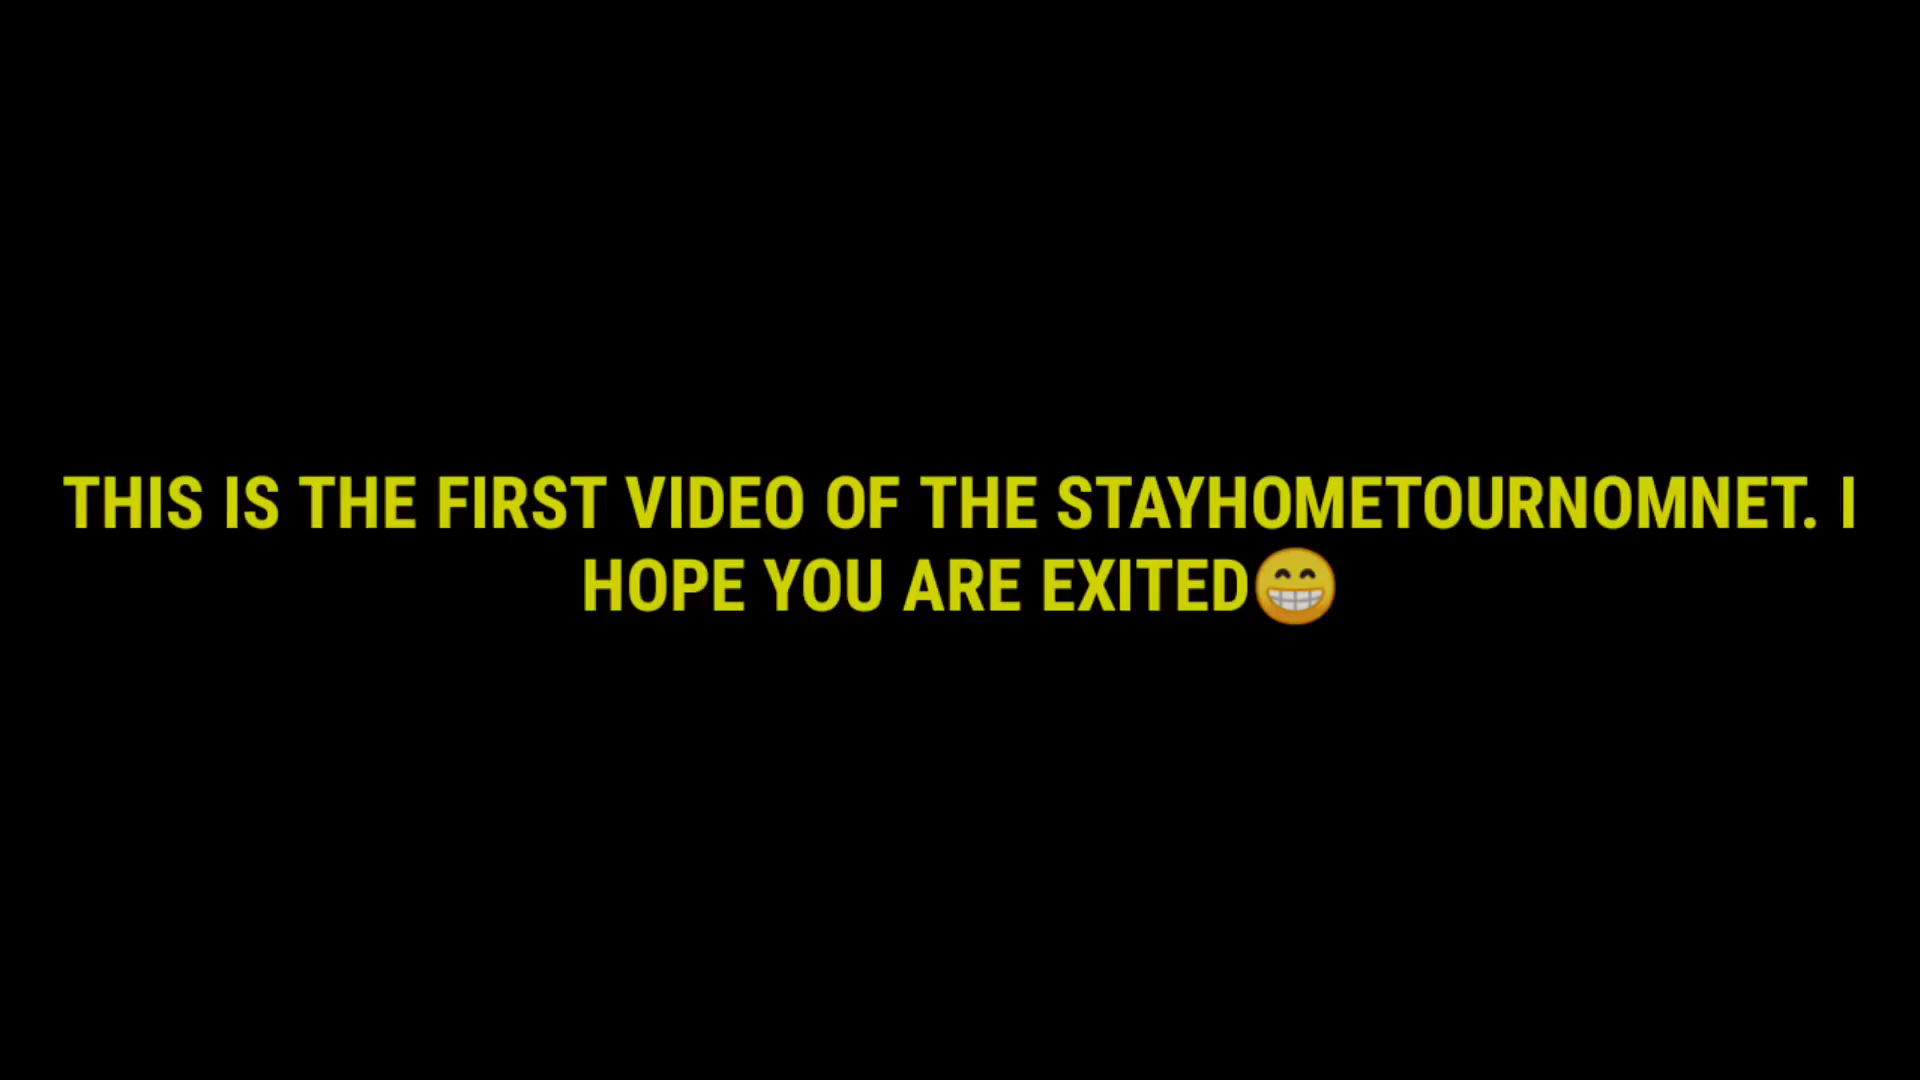 THIS IS THE FIRST VIDEO OF THE STAYHOMETOURNOMNET. I
HOPE YOU ARE EXITED😁